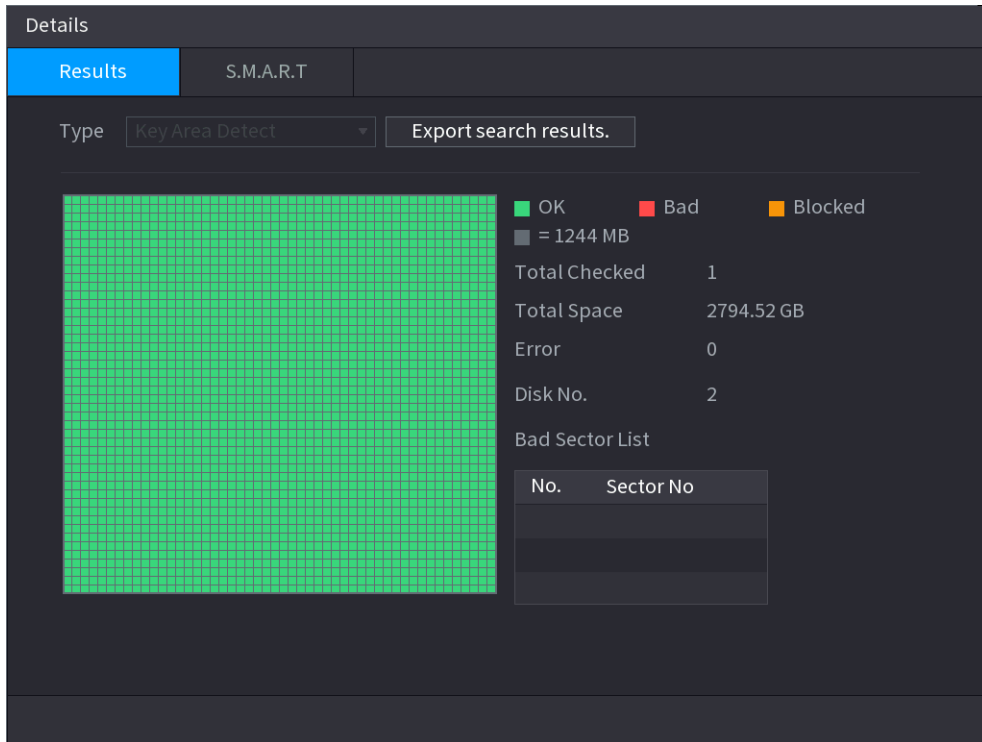 Details
Results S.M.A.R.T
Type Key Area Detect Export search results.
OK Bad Blocked
= 1244 MB
Total Checked 1
Total Space 2794.52 GB
Error 0
Disk No. 2
Bad Sector List
No. Sector No